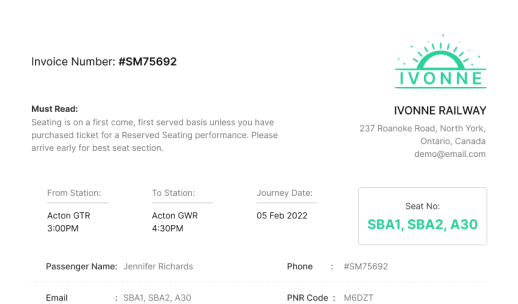 Invoice Number: #SM75692
IVONNE
Must Read:
Seating is on a first come, first served basis unless you have
purchased ticket for a Reserved Seating performance. Please
arrive early for best seat section.
IVONNE RAILWAY
237 Roanoke Road, North York,
Ontario, Canada
demo@email.com
From Station:
Acton GTR
3:00PM
To Station:
Acton GWR
4:30PM
Journey Date:
05 Feb 2022
Seat No:
SBA1, SBA2, A30
Passenger Name: Jennifer Richards
Phone : #SM75692
Email : SBA1, SBA2, A30
PNR Code : M6DZT